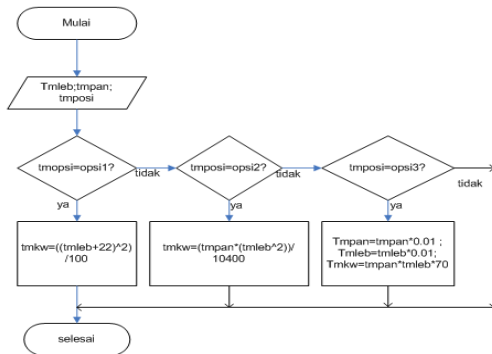 Mulai
Tmleb;tmpan;
tmposi
tmopsi=opsi1?
tidak
tmposi=opsi2?
tidak
tmposi=opsi3?
tidak
ya
ya
ya
tmkw=((tmleb+22)^2)
/100
tmkw=(tmpan*(tmleb^2))/
10400
Tmpan=tmpan*0.01 ;
Tmleb=tmleb*0.01;
Tmkw=tmpan*tmleb*70
selesai